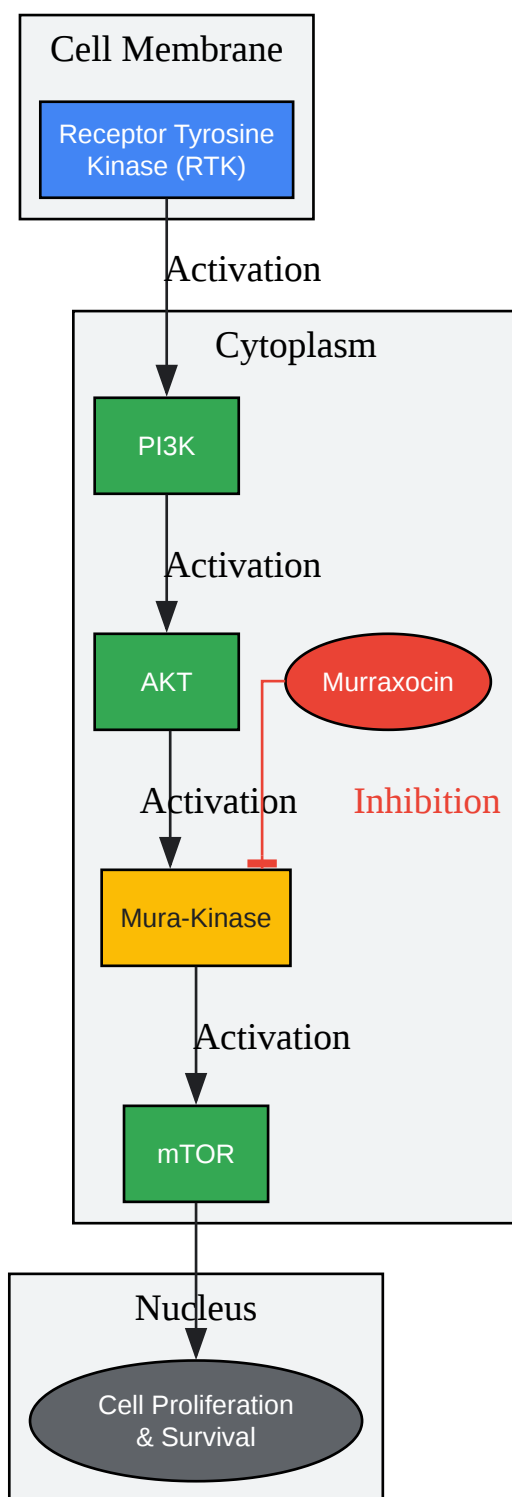 Cell Membrane
Receptor Tyrosine
Kinase (RTK)
Activation
Cytoplasm
PI3K
Activation
AKT
Murraxocin
Activation
Inhibition
Mura-Kinase
Activation
mTOR
Nucleus
Cell Proliferation
& Survival